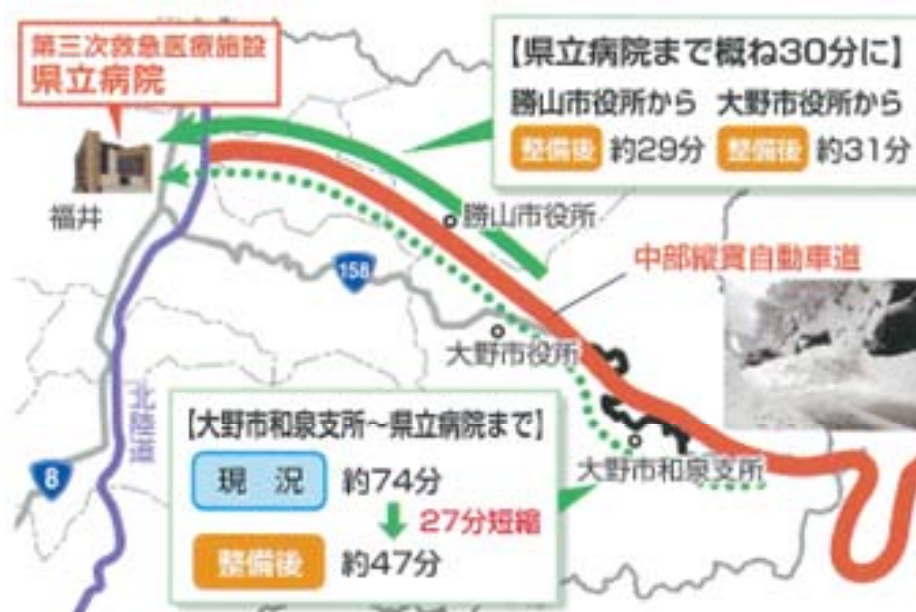 第三次救急医療施設
県立病院
【県立病院まで概ね30分に】
勝山市役所から 大野市役所から
整備後 約29分 整備後 約31分
福井
勝山市役所
中部縦貫自動車道
158
大野市役所
北陸道
【大野市和泉支所～県立病院まで】
現 況 約74分
27分短縮
整備後 約47分
大野市和泉支所
8